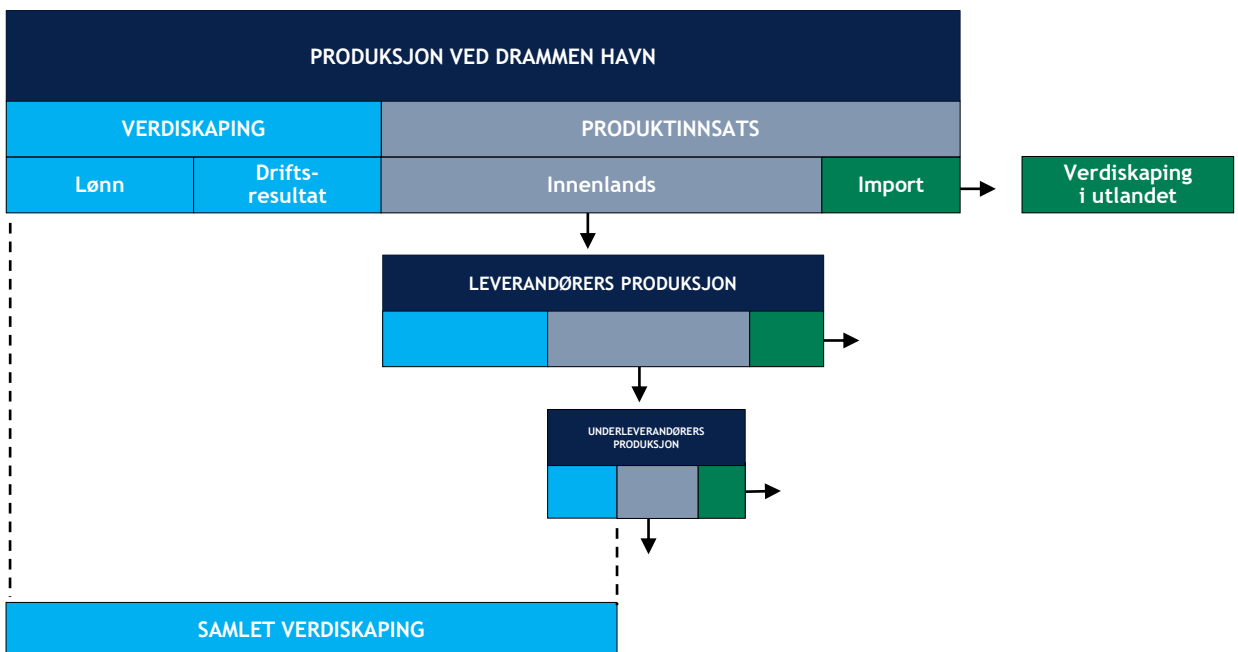 PRODUKSJON VED DRAMMEN HAVN
VERDISKAPING
PRODUKTINNSATS
Lønn
Drifts-
resultat
Innenlands
Import
Verdiskaping
i utlandet
LEVERANDØRERS PRODUKSJON
UNDERLEVERANDØRERS
PRODUKSJON
SAMLET VERDISKAPING